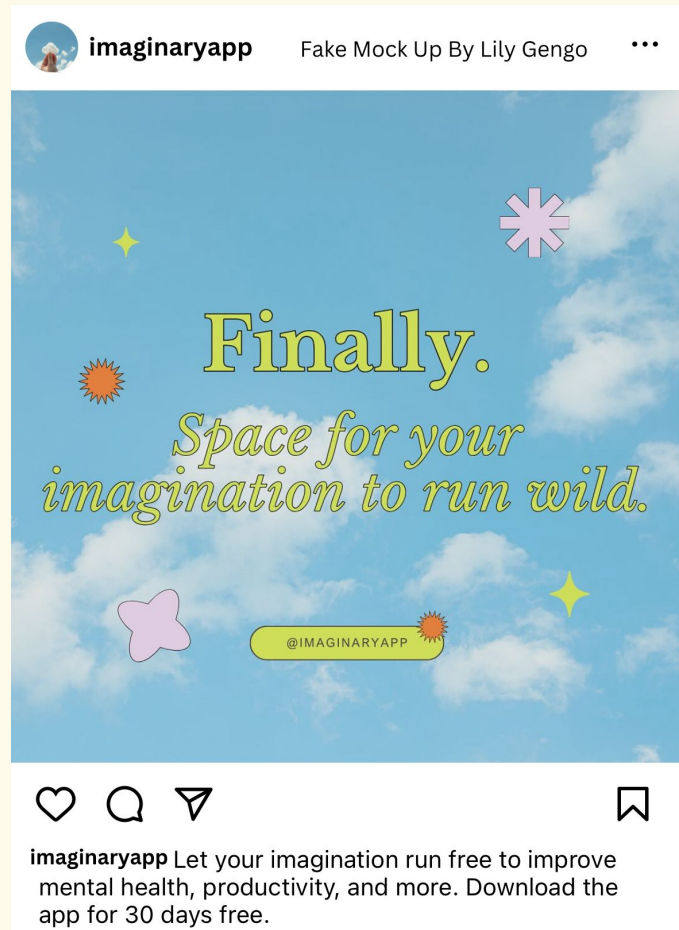 imaginaryapp Fake Mock Up By Lily Gengo
Finally.
Space for your
imagination to run wild.
@IMAGINARYAPP
imaginaryapp Let your imagination run free to improve
mental health, productivity, and more. Download the
app for 30 days free.